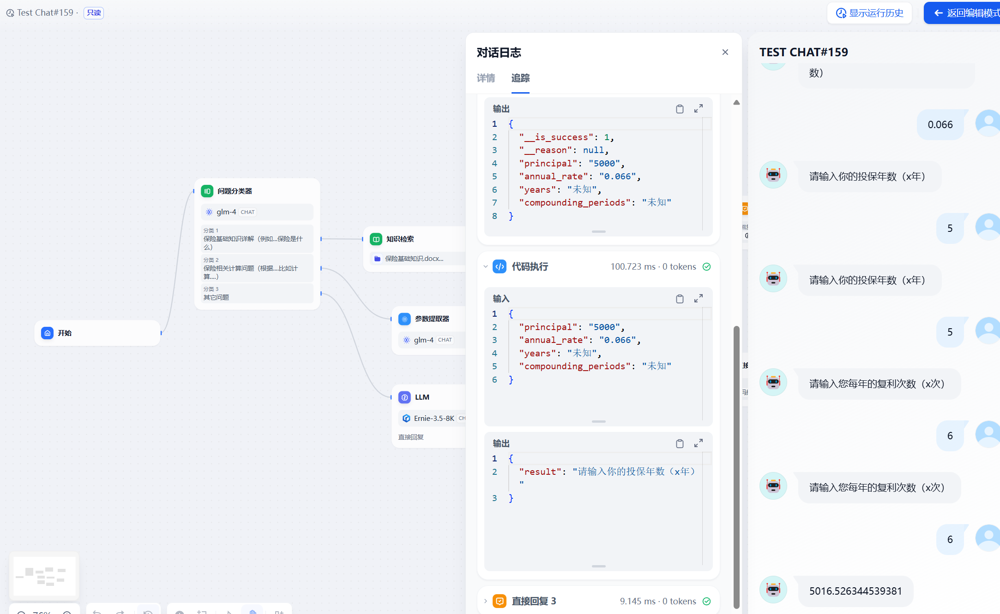 Test Chat#159 · 只读
显示运行历史
返回编辑模式
开始
问题分类器
glm-4 CHAT
分类 1
保险基础知识详解（例如...保险是什
么）
分类 2
保险相关计算问题（根据....比如计
算....）
分类 3
其它问题
知识检索
保险基础知识.docx...
参数提取器
glm-4 CHAT
LLM
Ernie-3.5-8K CH
直接回复
76%
对话日志
详情 追踪
输出
1 {
2 "__is_success": 1,
3 "__reason": null,
4 "principal": "5000",
5 "annual_rate": "0.066",
6 "years": "未知",
7 "compounding_periods": "未知"
8 }
代码执行 100.723 ms · 0 tokens
输入
1 {
2 "principal": "5000",
3 "annual_rate": "0.066",
4 "years": "未知",
5 "compounding_periods": "未知"
6 }
输出
1 {
2 "result": "请输入你的投保年数（x年）
"
3 }
直接回复 3 9.145 ms · 0 tokens
TEST CHAT#159
数）
0.066
请输入你的投保年数（x年）
5
请输入你的投保年数（x年）
5
请输入您每年的复利次数（x次）
6
请输入您每年的复利次数（x次）
6
5016.526344539381